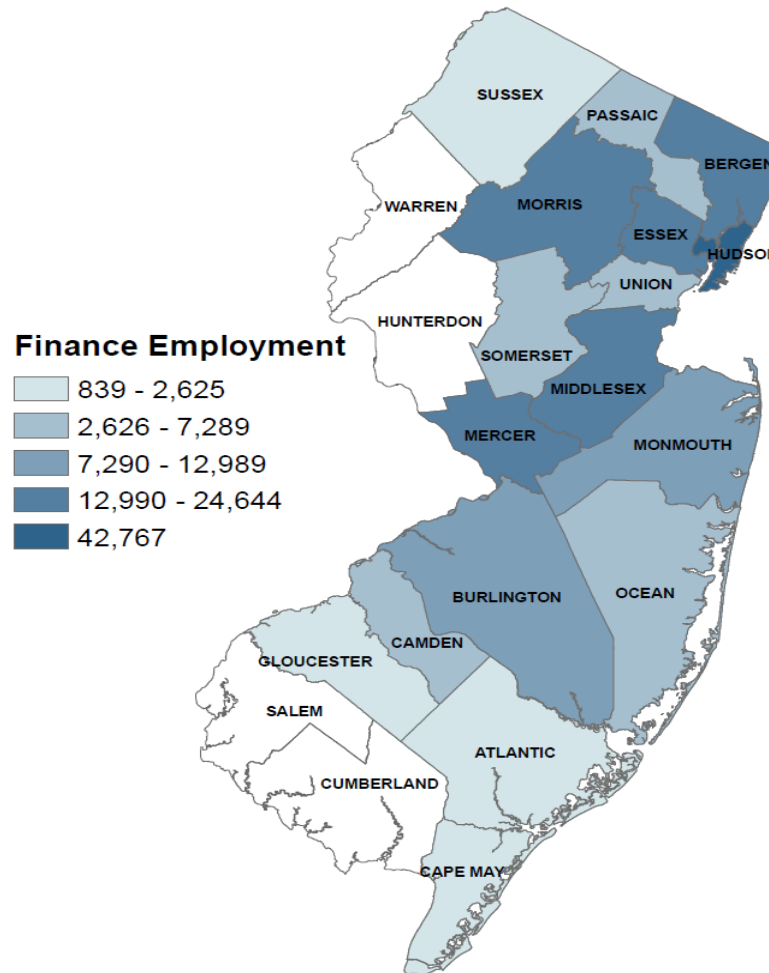 SUSSEX
PASSAIC
BERGEN
WARREN
MORRIS
ESSEX
HUDSON
UNION
HUNTERDON
SOMERSET
MIDDLESEX
MERCER
MONMOUTH
Finance Employment
839 - 2,625
2,626 - 7,289
7,290 - 12,989
12,990 - 24,644
42,767
BURLINGTON
OCEAN
CAMDEN
GLOUCESTER
SALEM
ATLANTIC
CUMBERLAND
CAPE MAY